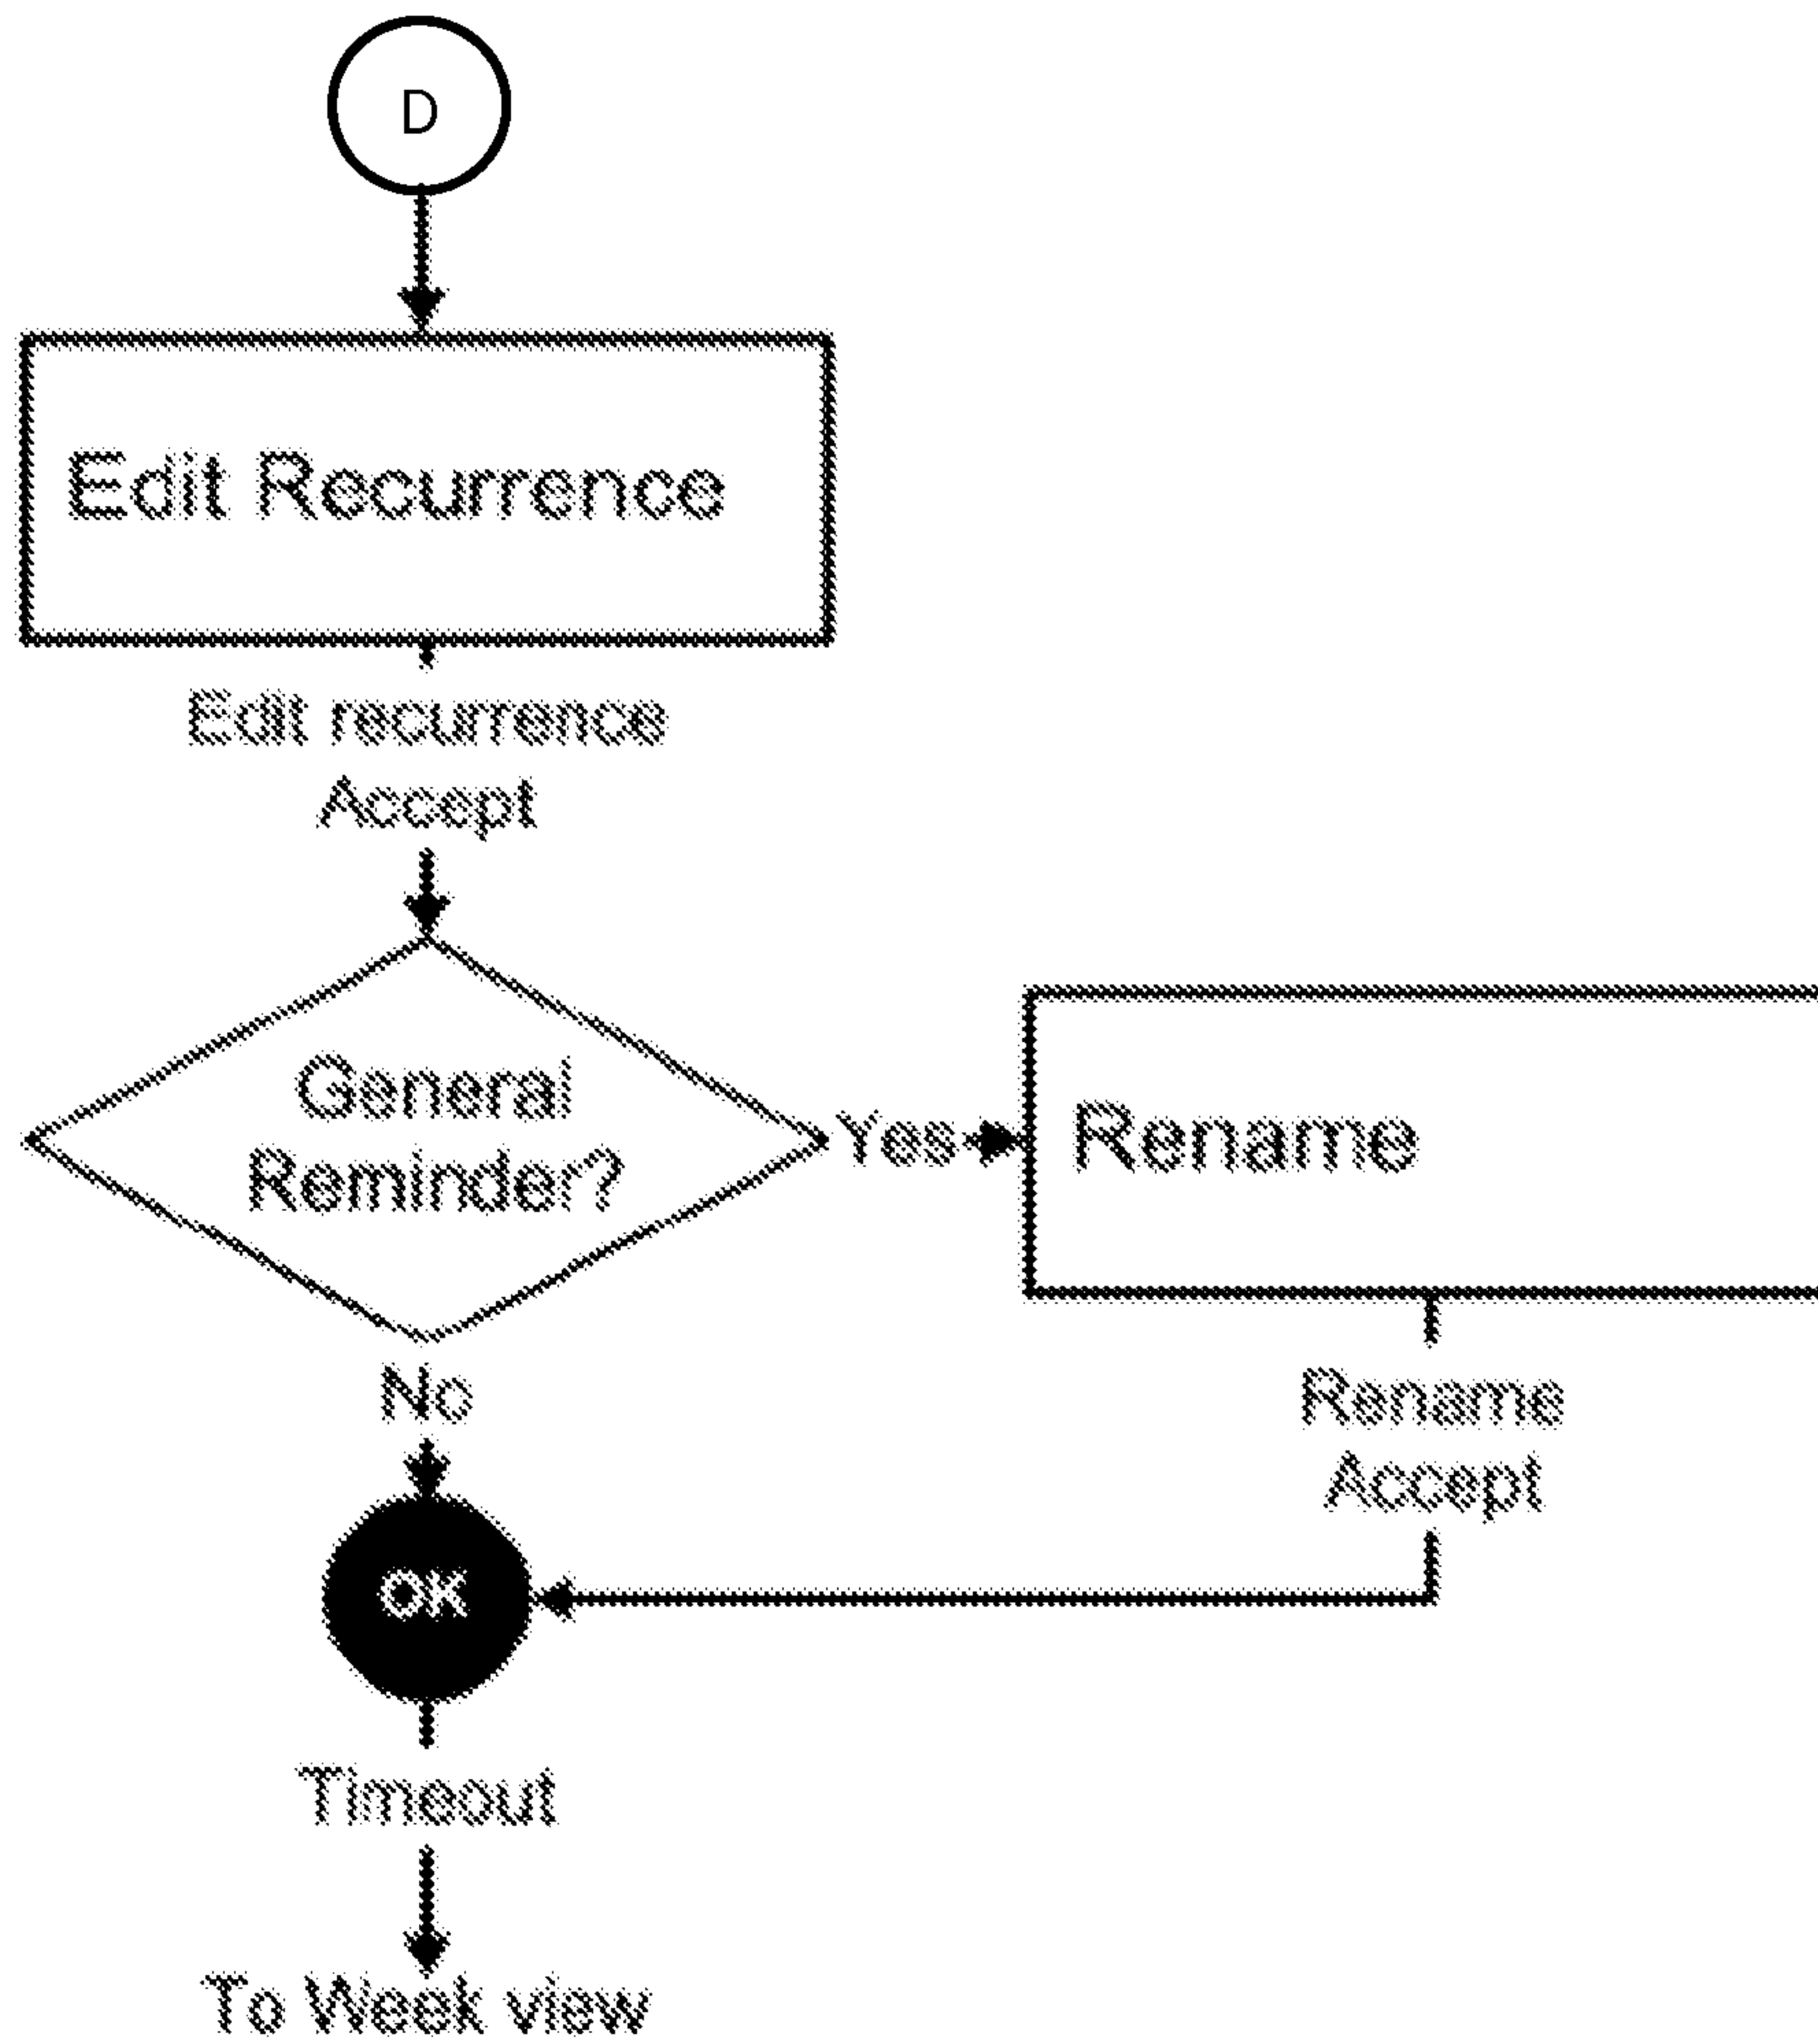 D
Edit Recurrence
Edit recurrence
Accept
General
Reminder?
Yes
Rename
No
Rename
Accept
OK
Timeout
To Week view